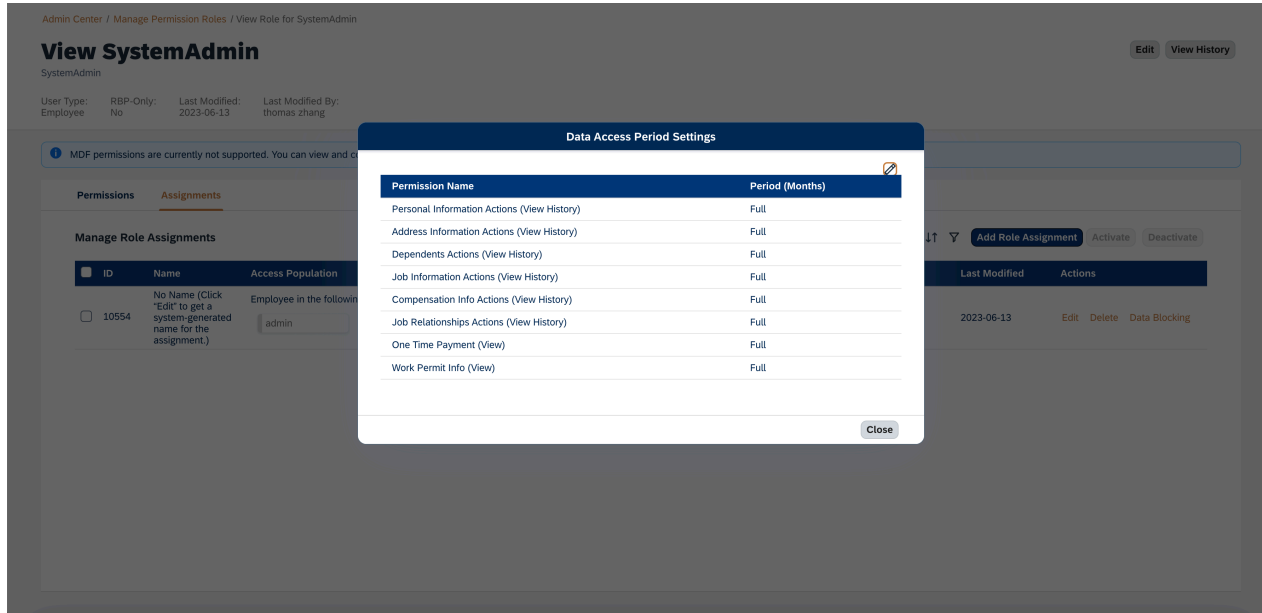 Admin Center / Manage Permission Roles / View Role for SystemAdmin
View SystemAdmin
Edit View History
SystemAdmin
User Type: RBP-Only: Last Modified: Last Modified By:
Employee No 2023-06-13 thomas zhang
Data Access Period Settings
MDF permissions are currently not supported. You can view and c
Permission Name Period (Months)
Personal Information Actions (View History) Full
Address Information Actions (View History) Full
Dependents Actions (View History) Full
Job Information Actions (View History) Full
Compensation Info Actions (View History) Full
Job Relationships Actions (View History) Full
One Time Payment (View) Full
Work Permit Info (View) Full
Close
Permissions Assignments
Manage Role Assignments
Add Role Assignment Activate Deactivate
ID Name Access Population Last Modified Actions
10554
No Name (Click
"Edit" to get a
system-generated
name for the
assignment.)
Employee in the followin
admin
2023-06-13 Edit Delete Data Blocking